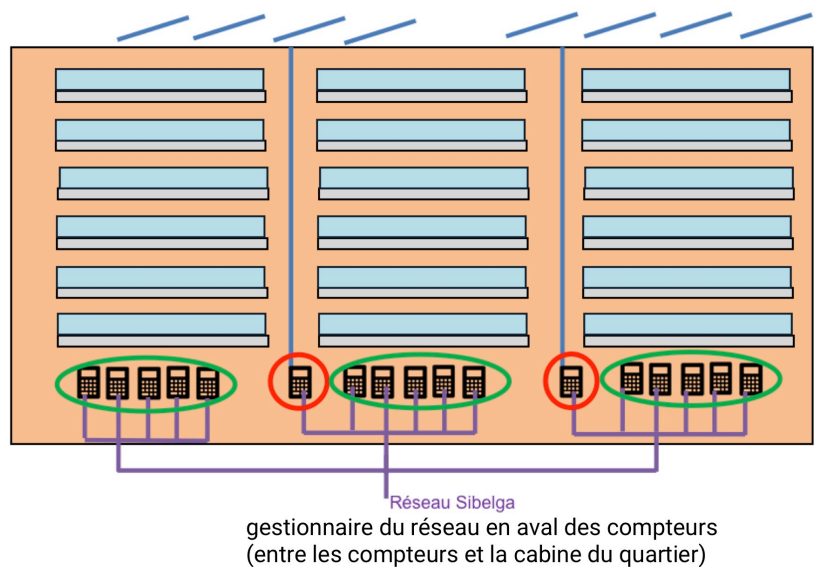 Réseau Sibelga
gestionnaire du réseau en aval des compteurs
(entre les compteurs et la cabine du quartier)